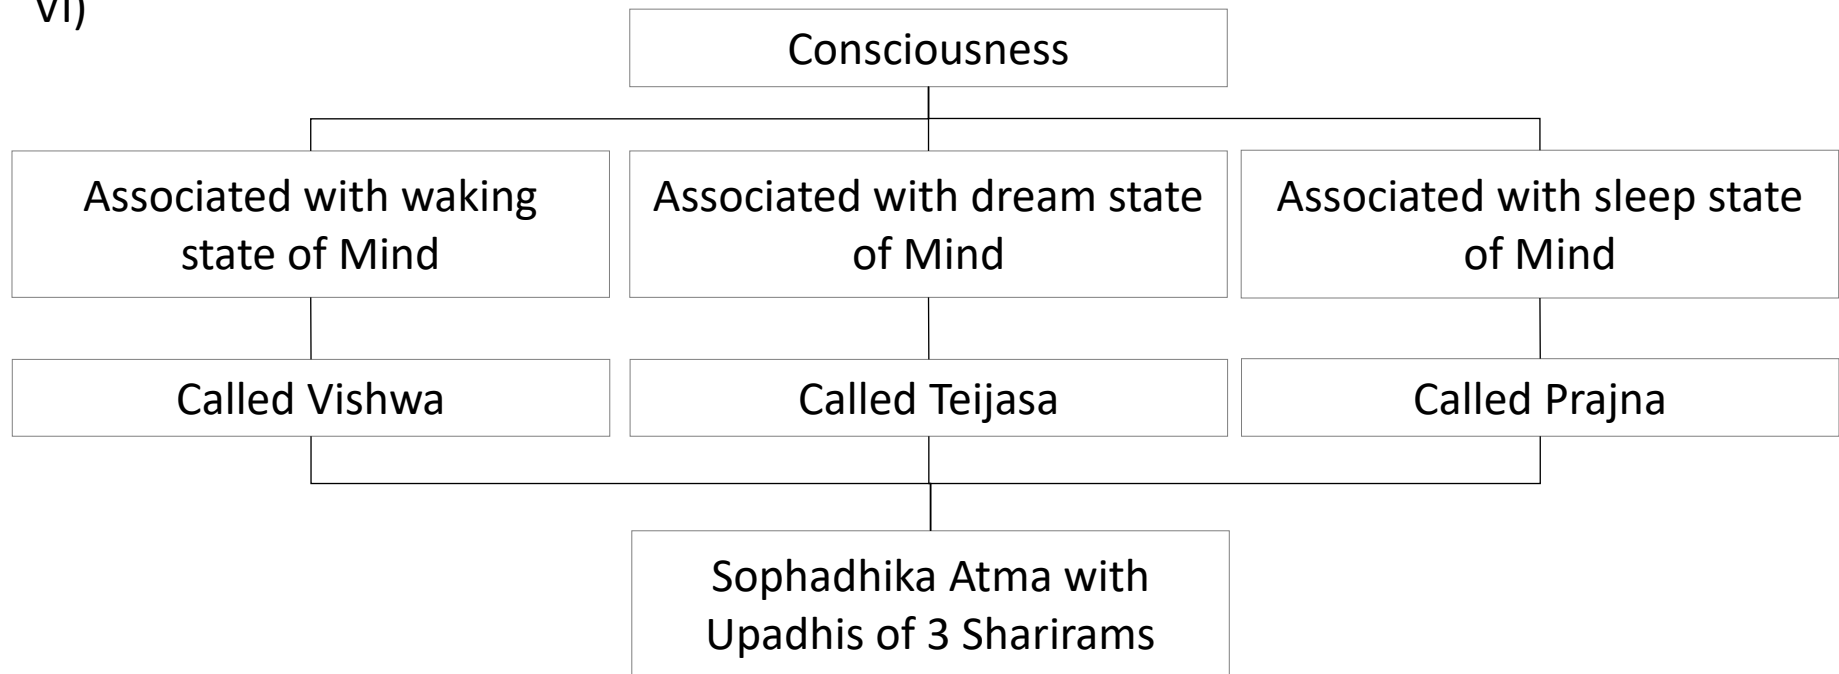 VI)
Consciousness
Associated with waking
state of Mind
Associated with dream state
of Mind
Associated with sleep state
of Mind
Called Vishwa
Called Teijasa
Called Prajna
Sophadhika Atma with
Upadhis of 3 Sharirams